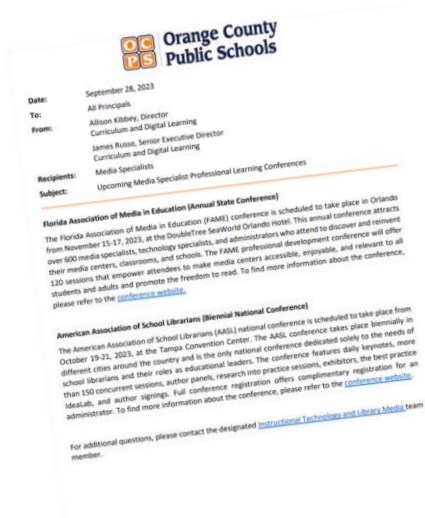 OC
PS
Orange County
Public Schools
Date: September 28, 2023
To: All Principals
From: Allison Kibbey, Director
Curriculum and Digital Learning
James Russo, Senior Executive Director
Curriculum and Digital Learning
Recipients: Media Specialists
Subject: Upcoming Media Specialist Professional Learning Conferences
Florida Association of Media in Education (Annual State Conference)
The Florida Association of Media in Education (FAME) conference is scheduled to take place in Orlando
from November 15-17, 2023, at the DoubleTree SeaWorld Orlando Hotel. This annual conference attracts
over 600 media specialists, technology specialists, and administrators who attend to discover and reinvent
their media centers, classrooms, and schools. The FAME professional development conference will offer
120 sessions that empower attendees to make media centers accessible, enjoyable, and relevant to all
students and adults and promote the freedom to read. To find more information about the conference,
please refer to the conference website.
American Association of School Librarians (Biennial National Conference)
The American Association of School Librarians (AASL) national conference is scheduled to take place from
October 19-21, 2023, at the Tampa Convention Center. The AASL conference takes place biennially in
different cities around the country and is the only national conference dedicated solely to the needs of
school librarians and their roles as educational leaders. The conference features daily keynotes, more
than 150 concurrent sessions, author panels, research into practice sessions, exhibitors, the best practice
IdeaLab, and author signings. Full conference registration offers complimentary registration for an
administrator. To find more information about the conference, please refer to the conference website.
For additional questions, please contact the designated Instructional Technology and Library Media team
member.